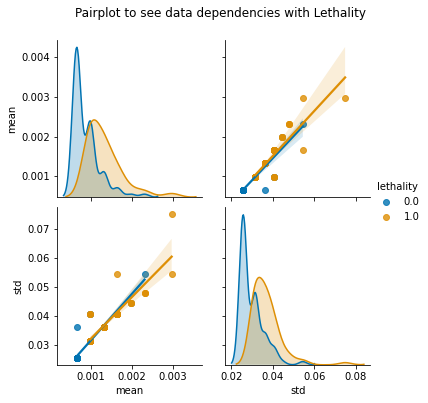 Pairplot to see data dependencies with Lethality
0.004
0.003
0.002
0.001
mean
lethality
0.0
1.0
0.07
0.06
0.05
0.04
0.03
std
0.001 0.002 0.003
mean
0.02 0.04 0.06 0.08
std